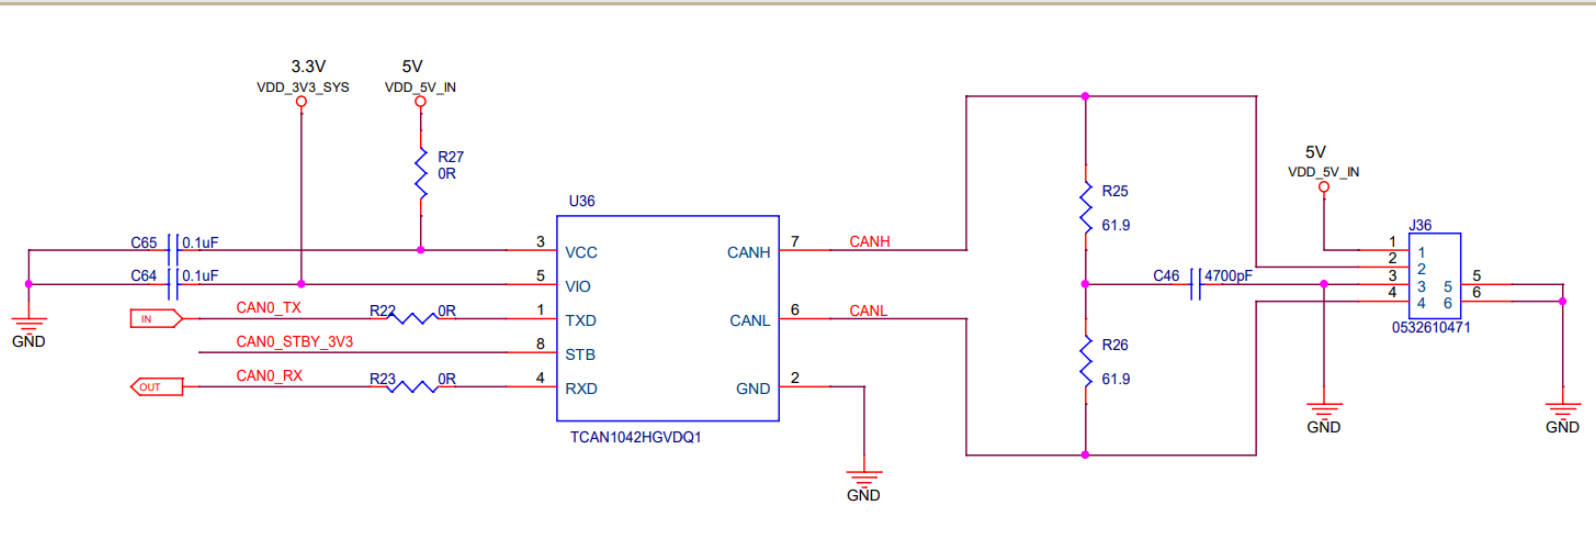 3.3V
VDD_3V3_SYS
5V
VDD_5V_IN
R27
0R
C65
0.1uF
C64
0.1uF
GND
IN
CAN0_TX
R22
0R
CAN0_STBY_3V3
OUT
CAN0_RX
R23
0R
U36
3
VCC
5
VIO
1
TXD
8
STB
4
RXD
CANH
7
CANL
6
GND
2
TCAN1042HGVDQ1
CANH
CANL
GND
R25
61.9
C46
4700pF
R26
61.9
5V
VDD_5V_IN
J36
1
2
3
4
1
2
3
4
5
6
5
6
0532610471
GND
GND